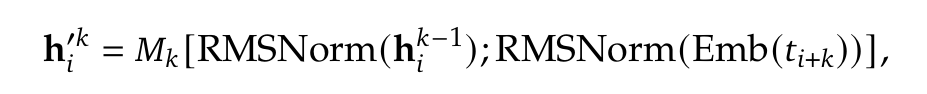 𝐡′ᵢᵏ = Mₖ[RMSNorm(𝐡ᵢᵏ⁻¹); RMSNorm(Emb(tᵢ₊ₖ))],